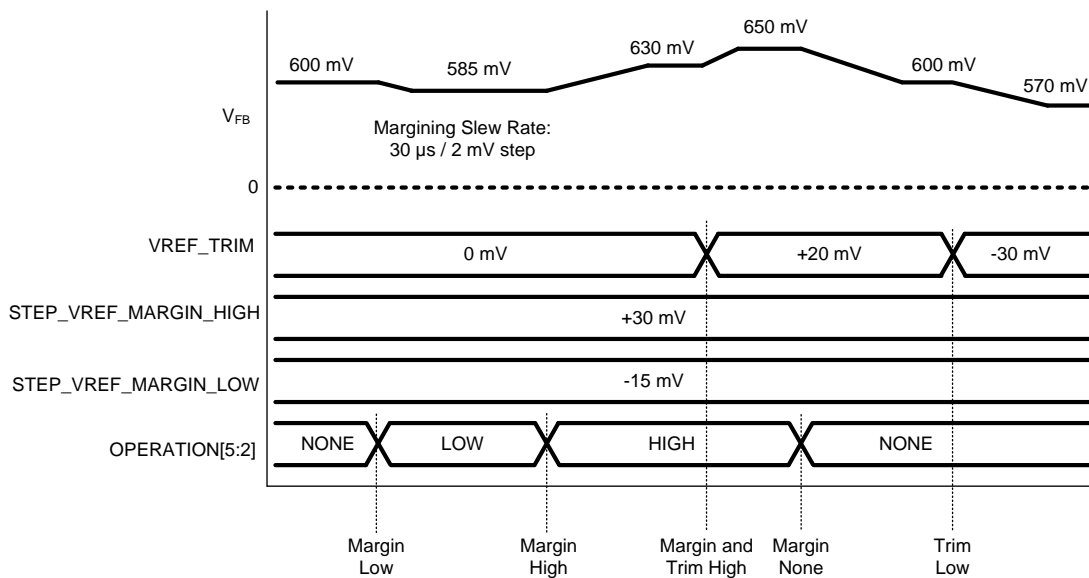 650 mV
630 mV
600 mV
585 mV
600 mV
570 mV
VFB
Margining Slew Rate:
30 µs / 2 mV step
0
VREF_TRIM
0 mV
+20 mV
-30 mV
STEP_VREF_MARGIN_HIGH
+30 mV
STEP_VREF_MARGIN_LOW
-15 mV
OPERATION[5:2]
NONE
LOW
HIGH
NONE
Margin
Low
Margin
High
Margin and
Trim High
Margin
None
Trim
Low